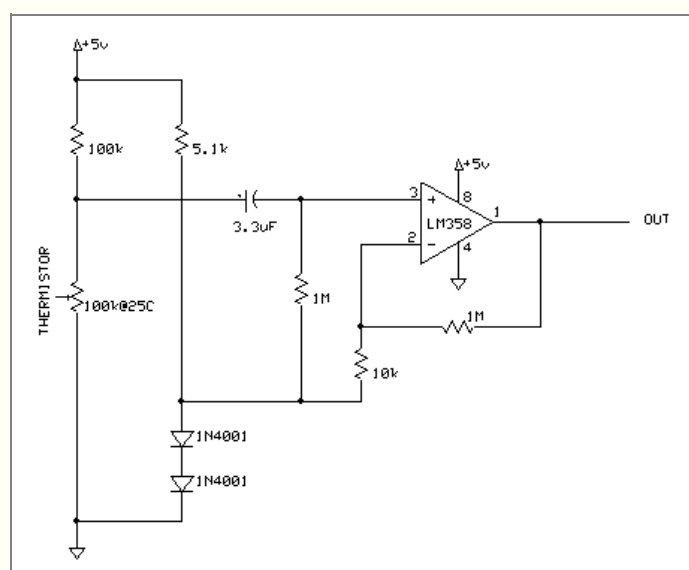 +5v
100k
5.1k
+5v
3
8
+
1
LM358
OUT
3.3uF
2
-
4
THERMISTOR
100k@25C
1M
1M
10k
1N4001
1N4001